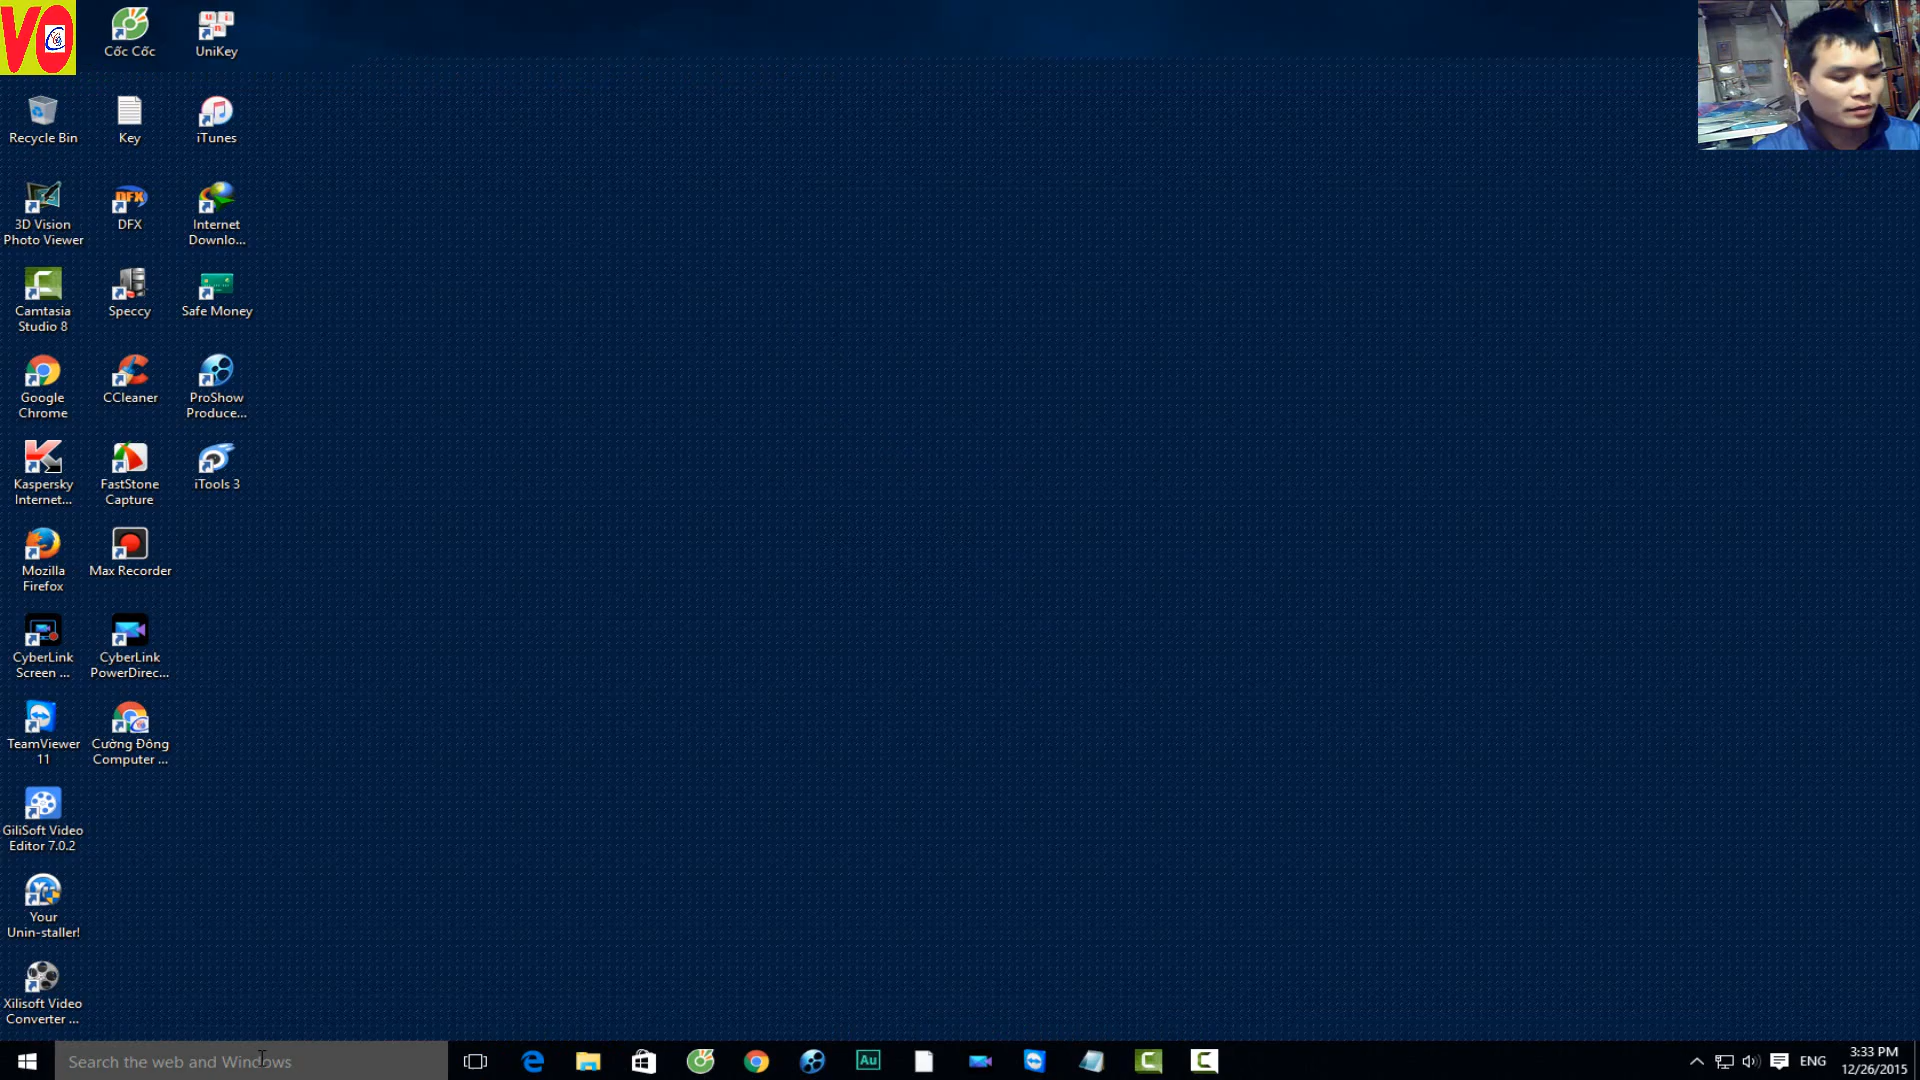 VO
Cốc Cốc
UniKey
Recycle Bin
Key
iTunes
3D Vision
Photo Viewer
DFX
DFX
Internet
Downlo...
Camtasia
Studio 8
Speccy
Safe Money
Google
Chrome
CCleaner
ProShow
Produce...
Kaspersky
Internet...
FastStone
Capture
iTools 3
Mozilla
Firefox
Max Recorder
CyberLink
Screen ...
CyberLink
PowerDirec...
TeamViewer
11
Cường Đông
Computer ...
GiliSoft Video
Editor 7.0.2
Your
Unin-staller!
Xilisoft Video
Converter ...
Search the web and Windows
Au
ENG
3:33 PM
12/26/2015